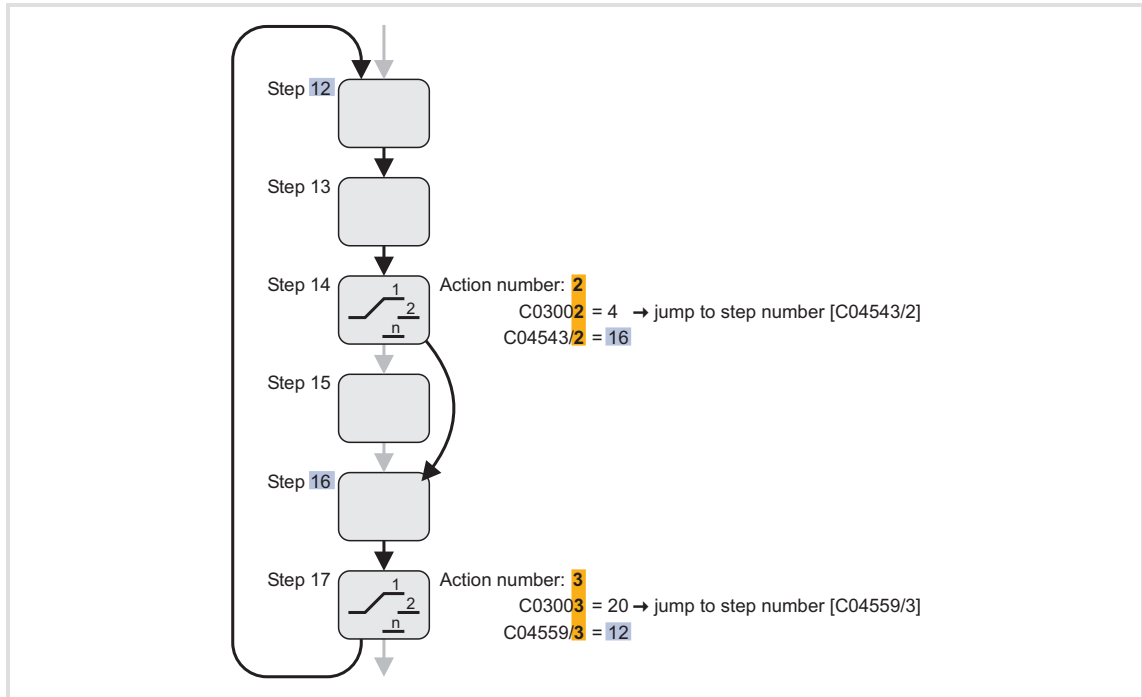 Step 12
Step 13
Step 14
1
2
n
Action number: 2
C03002 = 4 → jump to step number [C04543/2]
C04543/2 = 16
Step 15
Step 16
Step 17
1
2
n
Action number: 3
C03003 = 20 → jump to step number [C04559/3]
C04559/3 = 12